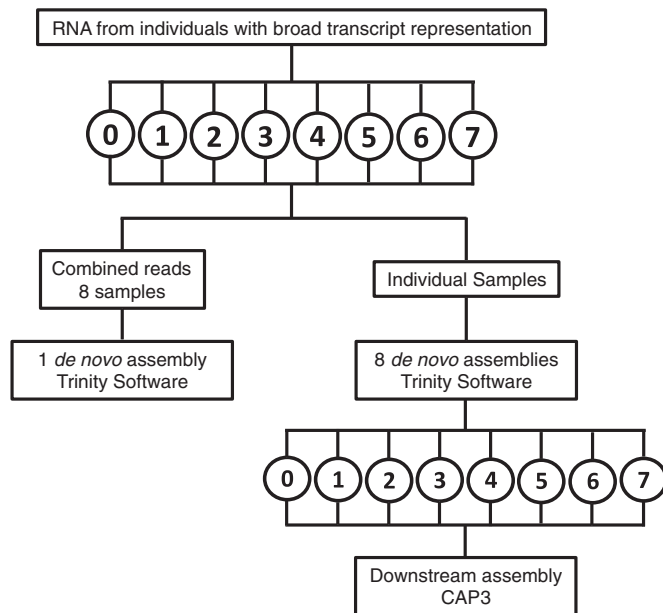 RNA from individuals with broad transcript representation
0 1 2 3 4 5 6 7
Combined reads
8 samples
Individual Samples
1 de novo assembly
Trinity Software
8 de novo assemblies
Trinity Software
0 1 2 3 4 5 6 7
Downstream assembly
CAP3